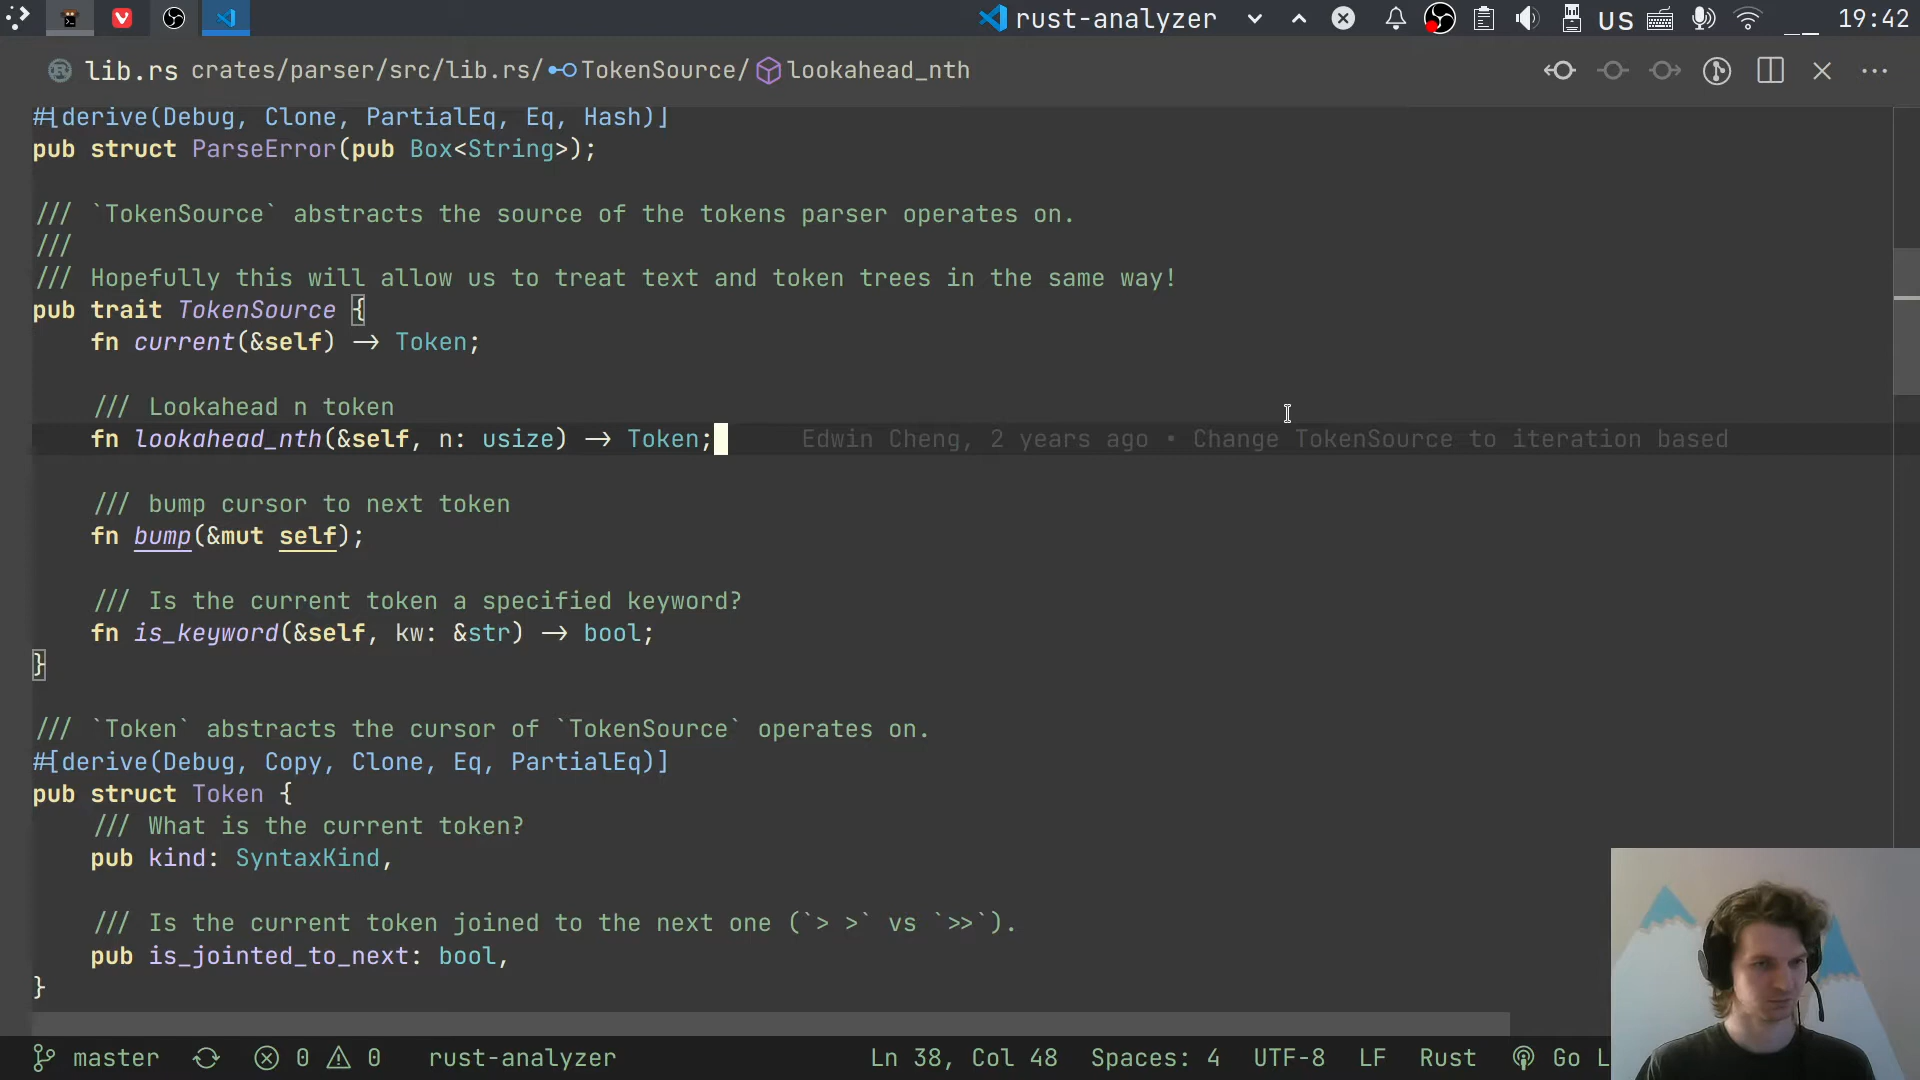 rust-analyzer US 19:42
lib.rs crates/parser/src/lib.rs/ TokenSource/ lookahead_nth
#[derive(Debug, Clone, PartialEq, Eq, Hash)]
pub struct ParseError(pub Box<String>);
/// `TokenSource` abstracts the source of the tokens parser operates on.
///
/// Hopefully this will allow us to treat text and token trees in the same way!
pub trait TokenSource {
fn current(&self) -> Token;
/// Lookahead n token
fn lookahead_nth(&self, n: usize) -> Token; Edwin Cheng, 2 years ago • Change TokenSource to iteration based
/// bump cursor to next token
fn bump(&mut self);
/// Is the current token a specified keyword?
fn is_keyword(&self, kw: &str) -> bool;
}
/// `Token` abstracts the cursor of `TokenSource` operates on.
#[derive(Debug, Copy, Clone, Eq, PartialEq)]
pub struct Token {
/// What is the current token?
pub kind: SyntaxKind,
/// Is the current token joined to the next one (`> >` vs `>>`).
pub is_jointed_to_next: bool,
}
master 0 0 rust-analyzer Ln 38, Col 48 Spaces: 4 UTF-8 LF Rust Go L